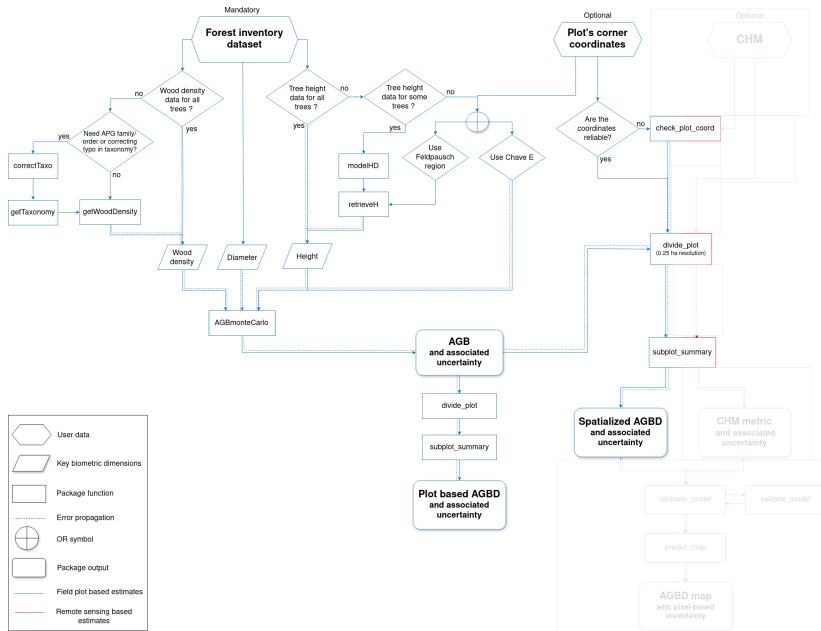 Mandatory
Forest inventory
dataset
Optional
Plot's corner
coordinates
Optional
CHM
Wood density
data for all
trees ?
no
yes
Tree height
data for all
trees ?
no
yes
Tree height
data for some
trees ?
no
yes
Need APG family/
order or correcting
typo in taxonomy?
yes
no
Are the
coordinates
reliable?
no
yes
check_plot_coord
correctTaxo
modelHD
Use
Feldpausch
region
Use Chave E
getTaxonomy
getWoodDensity
retrieveH
Wood
density
Diameter
Height
divide_plot
(0.25 ha resolution)
AGBmonteCarlo
AGB
and associated
uncertainty
subplot_summary
divide_plot
subplot_summary
Plot based AGBD
and associated
uncertainty
Spatialized AGBD
and associated
uncertainty
CHM metric
and associated
uncertainty
calibrate_model
validate_model
predict_map
AGBD map
with pixel-based
uncertainty
User data
Key biometric dimensions
Package function
Error propagation
OR symbol
Package output
Field plot based estimates
Remote sensing based
estimates